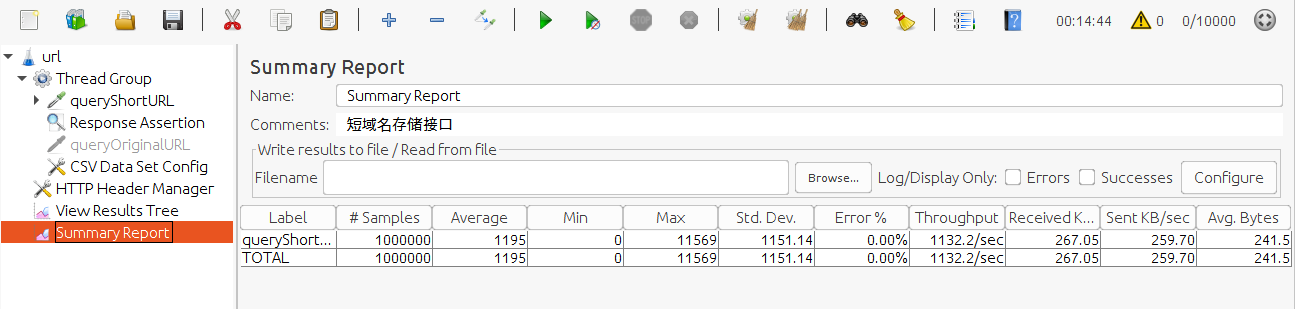 STOP
00:14:44 0 0/10000
url
Thread Group
queryShortURL
Response Assertion
queryOriginalURL
CSV Data Set Config
HTTP Header Manager
View Results Tree
Summary Report
Summary Report
Name: Summary Report
Comments: 短域名存储接口
Write results to file / Read from file
Filename Browse... Log/Display Only: Errors Successes Configure
Label # Samples Average Min Max Std. Dev. Error % Throughput Received K... Sent KB/sec Avg. Bytes
queryShort... 1000000 1195 0 11569 1151.14 0.00% 1132.2/sec 267.05 259.70 241.5
TOTAL 1000000 1195 0 11569 1151.14 0.00% 1132.2/sec 267.05 259.70 241.5